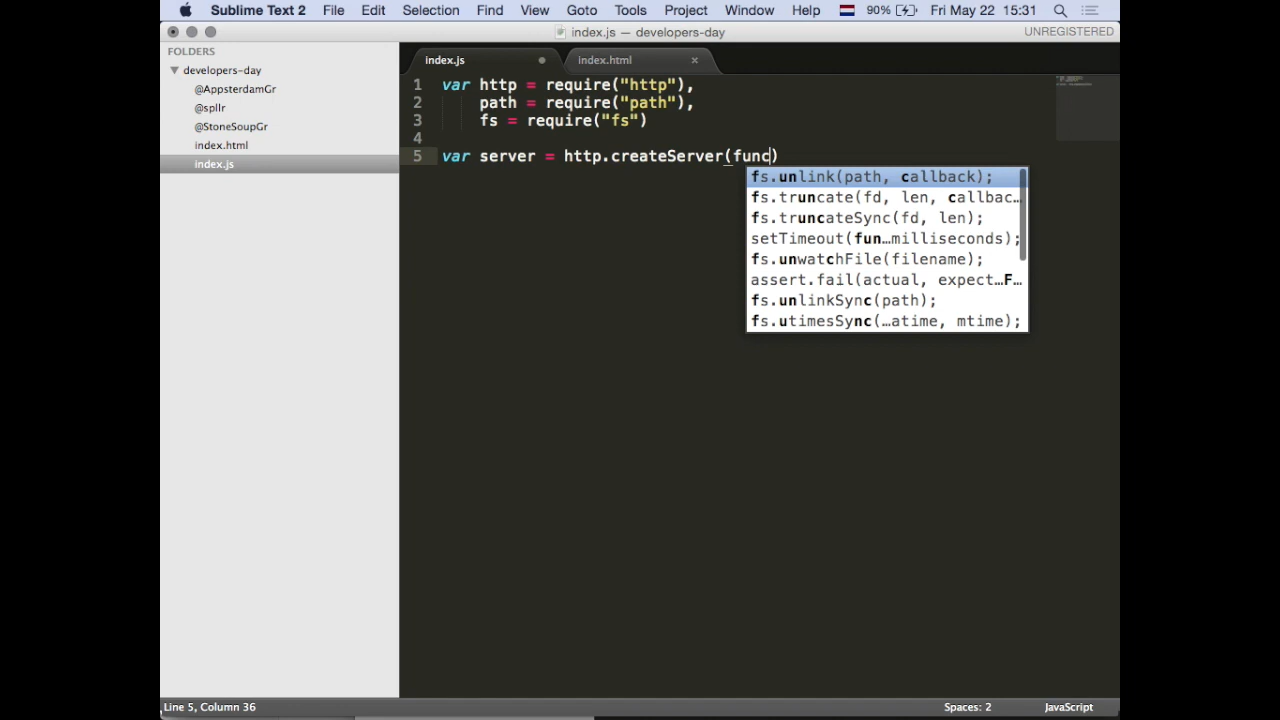 Sublime Text 2 File Edit Selection Find View Goto Tools Project Window Help 90% Fri May 22 15:31
index.js — developers-day UNREGISTERED
FOLDERS
developers-day
@AppsterdamGr
@spllr
@StoneSoupGr
index.html
index.js
index.js index.html
1 var http = require("http"),
2 path = require("path"),
3 fs = require("fs")
4
5 var server = http.createServer(func)
fs.unlink(path, callback);
fs.truncate(fd, len, callbac…
fs.truncateSync(fd, len);
setTimeout(fun…milliseconds);
fs.unwatchFile(filename);
assert.fail(actual, expect…F…
fs.unlinkSync(path);
fs.utimesSync(…atime, mtime);
Line 5, Column 36 Spaces: 2 JavaScript